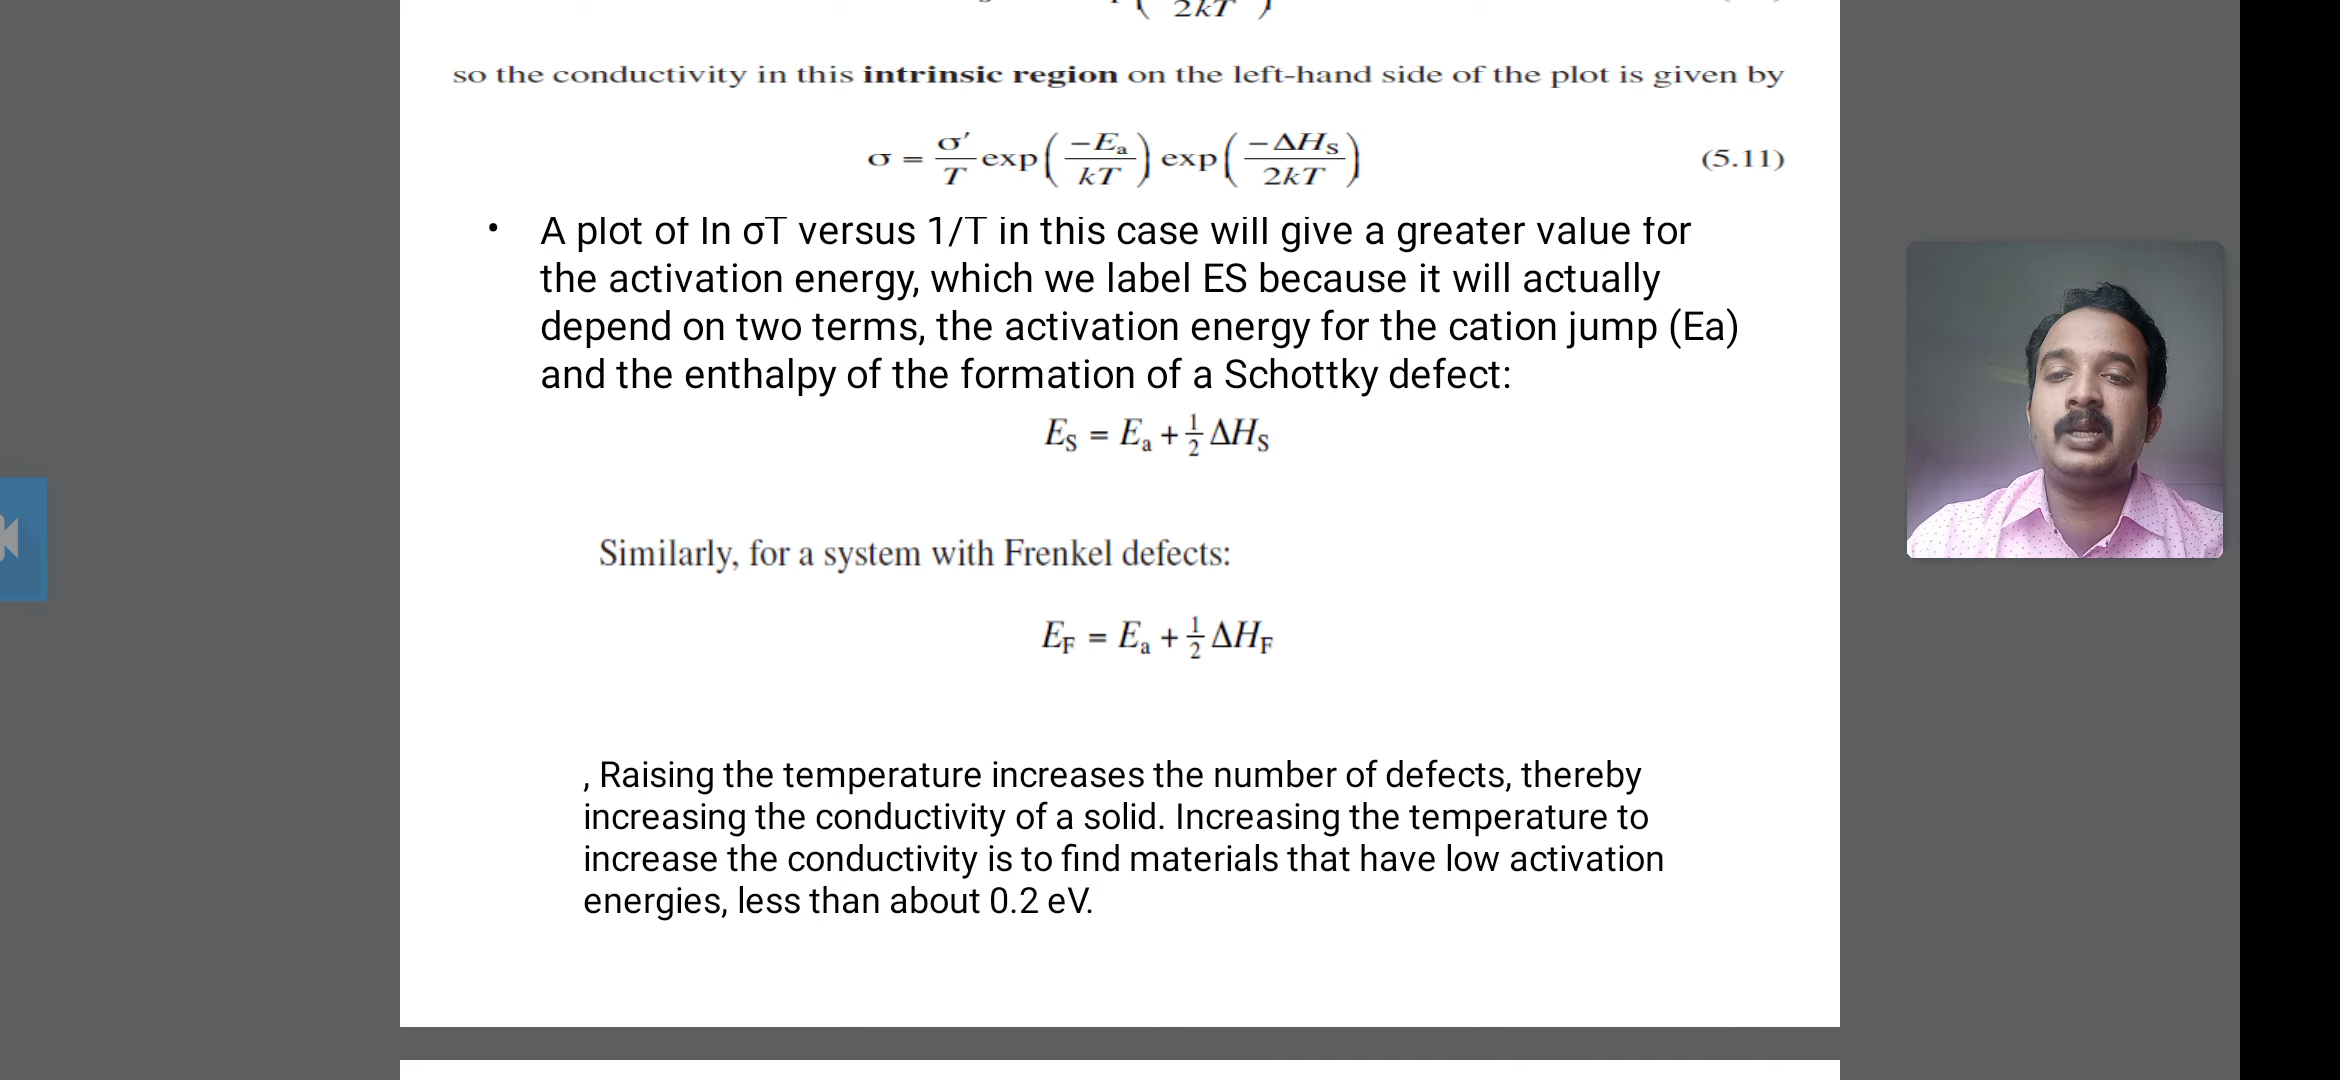 2kT
so the conductivity in this intrinsic region on the left-hand side of the plot is given by
σ = σ′/T exp(−Ea/kT) exp(−ΔHS/2kT) (5.11)
• A plot of ln σT versus 1/T in this case will give a greater value for
the activation energy, which we label ES because it will actually
depend on two terms, the activation energy for the cation jump (Ea)
and the enthalpy of the formation of a Schottky defect:
ES = Ea + 1/2 ΔHS
Similarly, for a system with Frenkel defects:
EF = Ea + 1/2 ΔHF
, Raising the temperature increases the number of defects, thereby
increasing the conductivity of a solid. Increasing the temperature to
increase the conductivity is to find materials that have low activation
energies, less than about 0.2 eV.